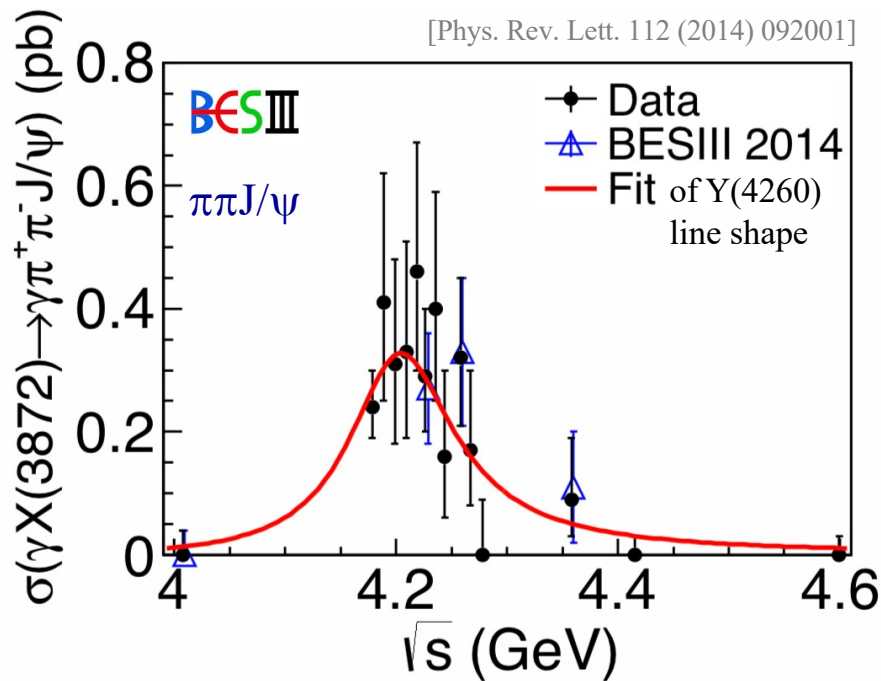 [Phys. Rev. Lett. 112 (2014) 092001]
σ(γX(3872)→γπ⁺π⁻J/ψ) (pb)
0.8
0.6
0.4
0.2
0
BESIII
ππJ/ψ
Data
BESIII 2014
Fit of Y(4260)
line shape
4 4.2 4.4 4.6
√s (GeV)